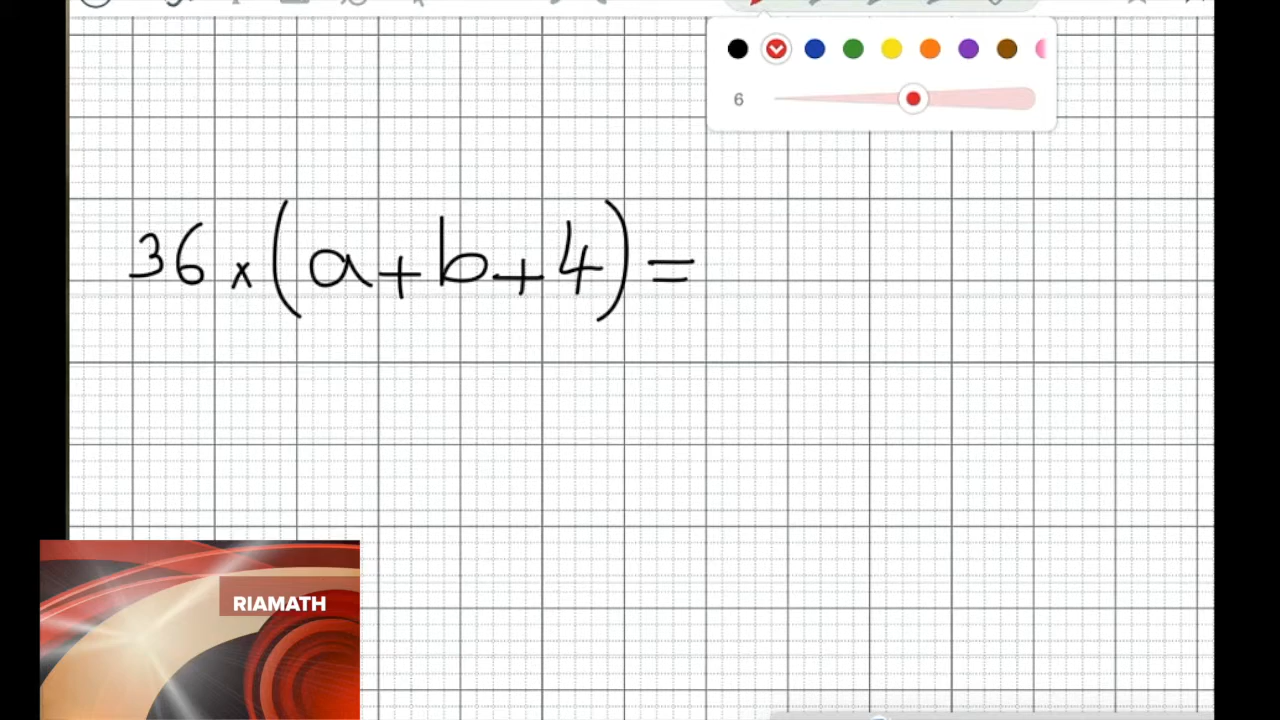 6
36 × (a+b+4) =
RIAMATH